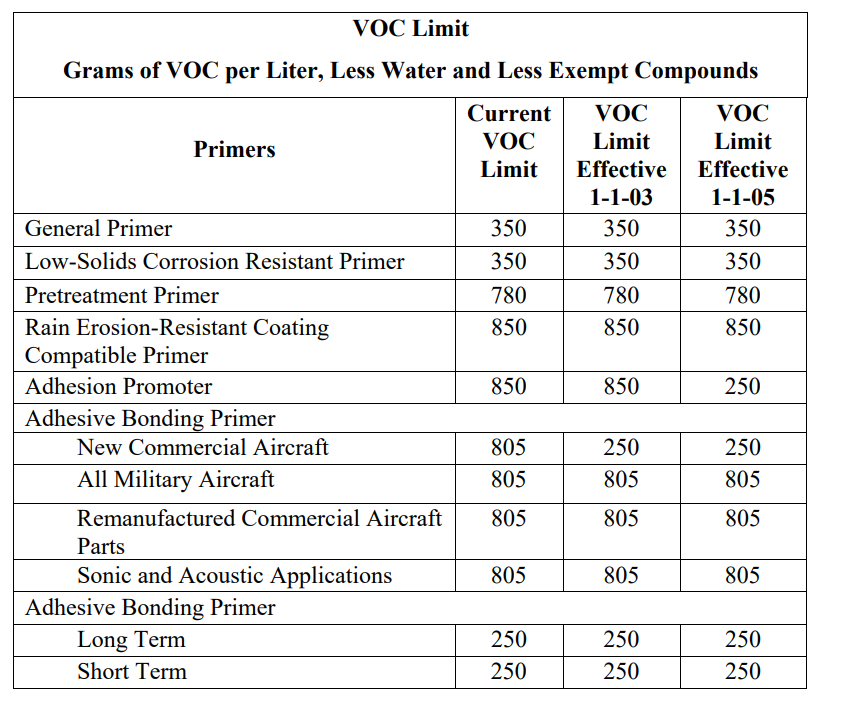 VOC Limit
Grams of VOC per Liter, Less Water and Less Exempt Compounds
Primers
Current
VOC
Limit
VOC
Limit
Effective
1-1-03
VOC
Limit
Effective
1-1-05
General Primer 350 350 350
Low-Solids Corrosion Resistant Primer 350 350 350
Pretreatment Primer 780 780 780
Rain Erosion-Resistant Coating 850 850 850
Compatible Primer
Adhesion Promoter 850 850 250
Adhesive Bonding Primer
New Commercial Aircraft 805 250 250
All Military Aircraft 805 805 805
Remanufactured Commercial Aircraft 805 805 805
Parts
Sonic and Acoustic Applications 805 805 805
Adhesive Bonding Primer
Long Term 250 250 250
Short Term 250 250 250